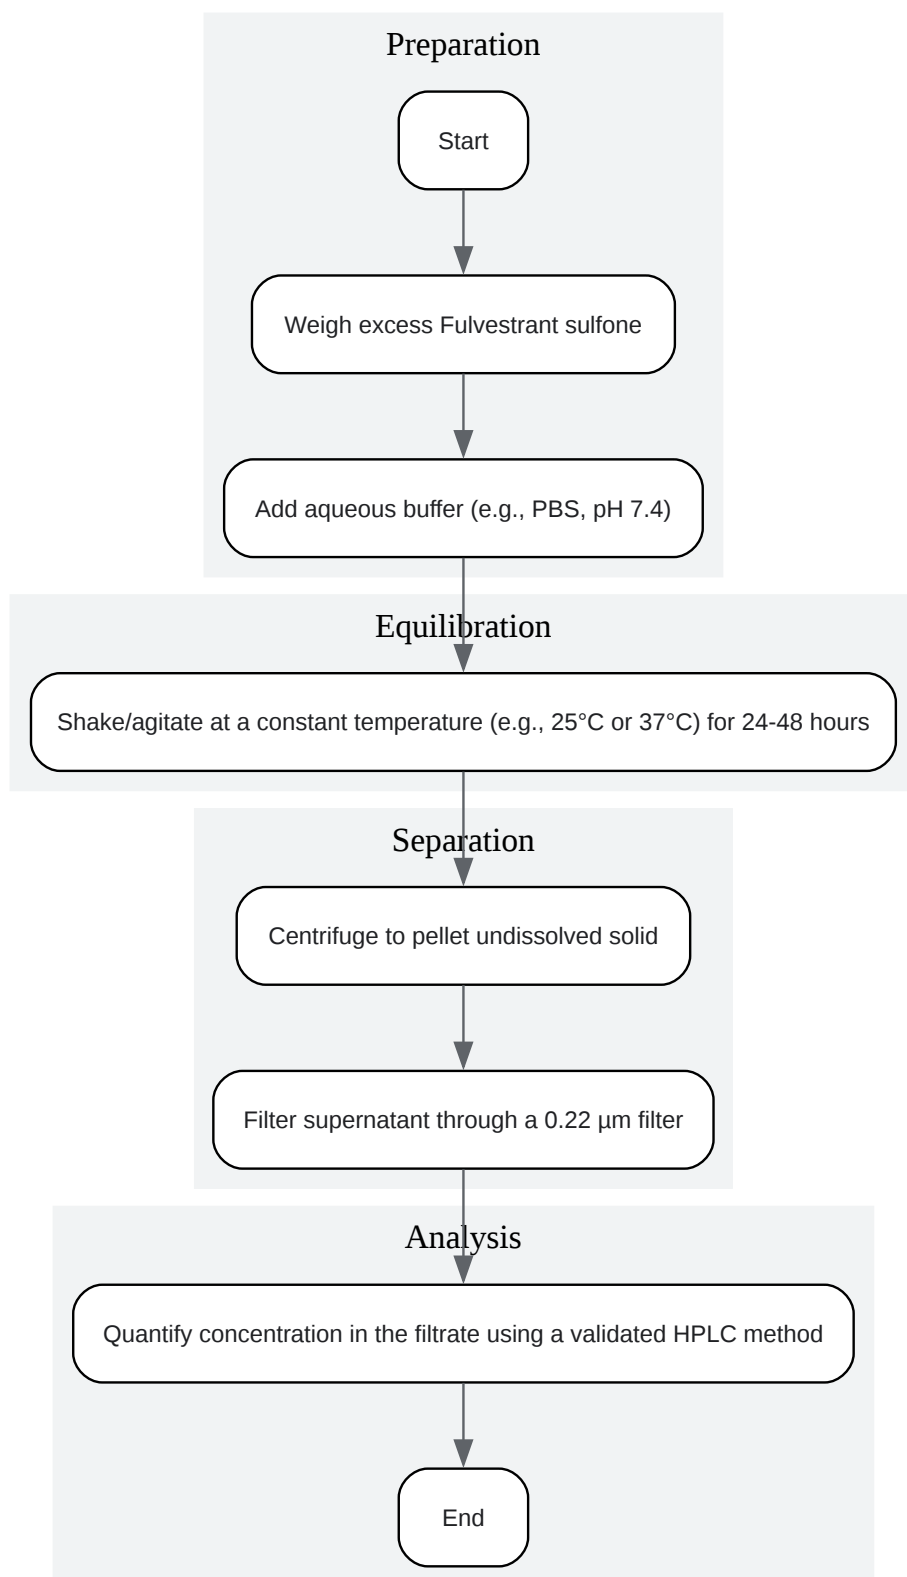 Preparation
Start
Weigh excess Fulvestrant sulfone
Add aqueous buffer (e.g., PBS, pH 7.4)
Equilibration
Shake/agitate at a constant temperature (e.g., 25°C or 37°C) for 24-48 hours
Separation
Centrifuge to pellet undissolved solid
Filter supernatant through a 0.22 µm filter
Analysis
Quantify concentration in the filtrate using a validated HPLC method
End